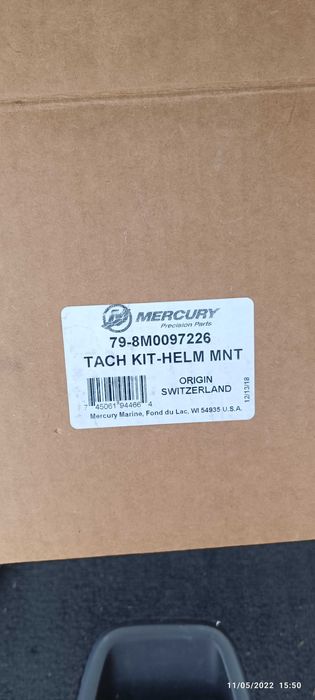 MERCURY
Precision Parts
79-8M0097226
TACH KIT-HELM MNT
ORIGIN
SWITZERLAND
7 45061 94466 4
12/13/18
Mercury Marine, Fond du Lac, WI 54935 U.S.A.
11/05/2022 15:50